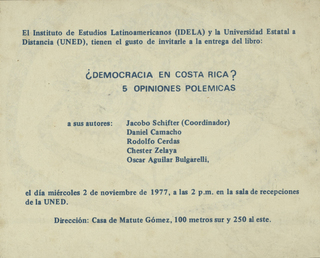 El Instituto de Estudios Latinoamericanos (IDELA) y la Universidad Estatal a
Distancia (UNED), tienen el gusto de invitarle a la entrega del libro:
¿DEMOCRACIA EN COSTA RICA?
5 OPINIONES POLEMICAS
a sus autores: Jacobo Schifter (Coordinador)
Daniel Camacho
Rodolfo Cerdas
Chester Zelaya
Oscar Aguilar Bulgarelli,
el día miércoles 2 de noviembre de 1977, a las 2 p.m. en la sala de recepciones
de la UNED.
Dirección: Casa de Matute Gómez, 100 metros sur y 250 al este.